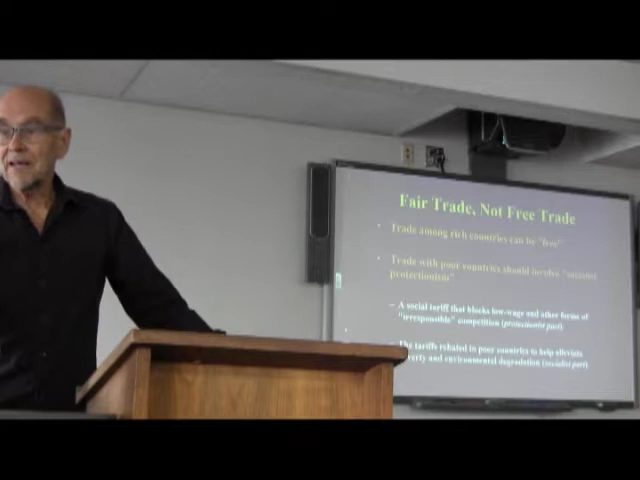 Fair Trade, Not Free Trade
• Trade among rich countries can be "free"
• Trade with poor countries should involve "socialist
protectionism"
– A social tariff that blocks low-wage and other forms of
"irresponsible" competition (protectionist part)
– The tariffs rebated to poor countries to help alleviate
poverty and environmental degradation (socialist part)